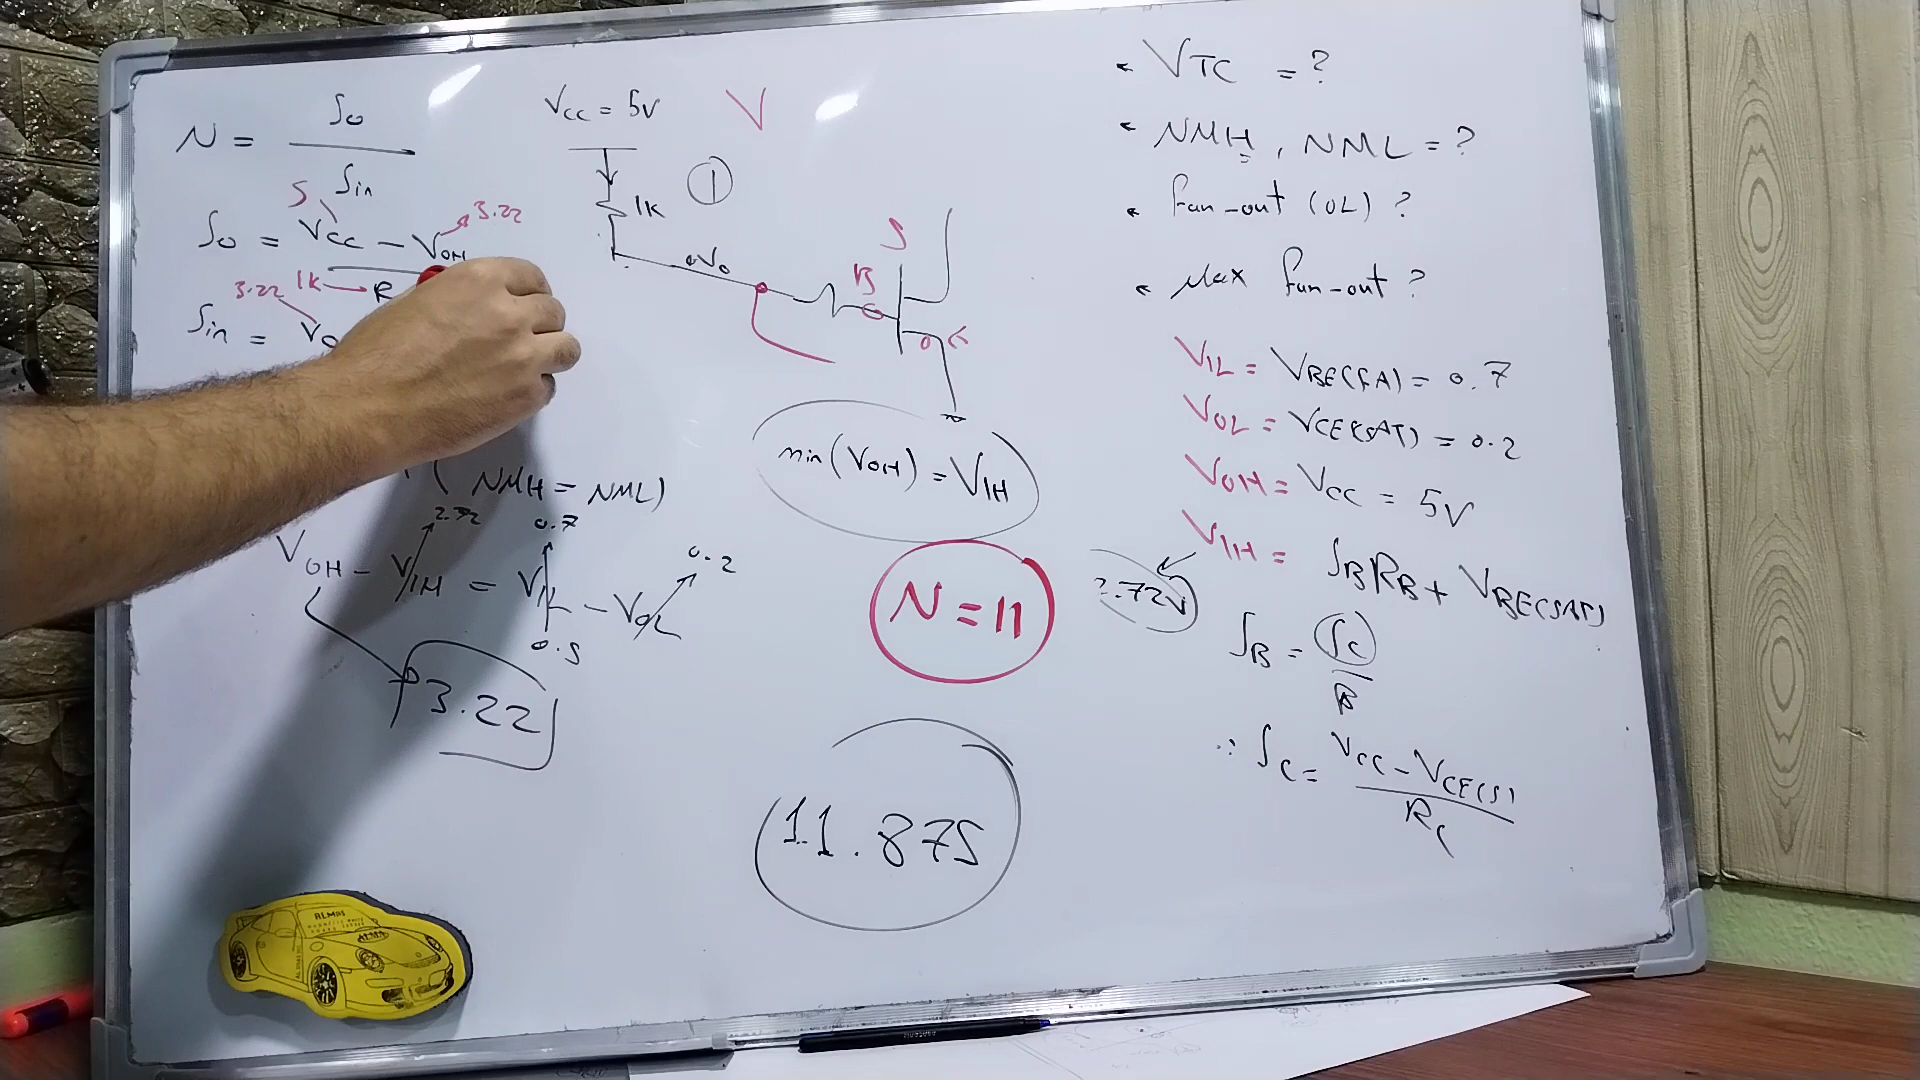 N = Io / Iin
Io = VCC - VOH
5
3.22
1K
R
3.22
Iin =
VCC = 5V
V
1
1K
Vo
S
B
NMH = NML)
2.72
0.7
0.2
VOH - VIH = VIL - VOL
0.5
3.22
min(VOH) = VIH
N = 11
11.875
VTC = ?
NMH, NML = ?
fan-out (OL) ?
Max fan-out ?
VIL = VBE(FA) = 0.7
VOL = VCE(SAT) = 0.2
VOH = VCC = 5V
VIH = IBRB + VBE(SAT)
.72V
IB = IC / B
∴ IC = VCC - VCE(S) / RC
ALMAS
ALMA